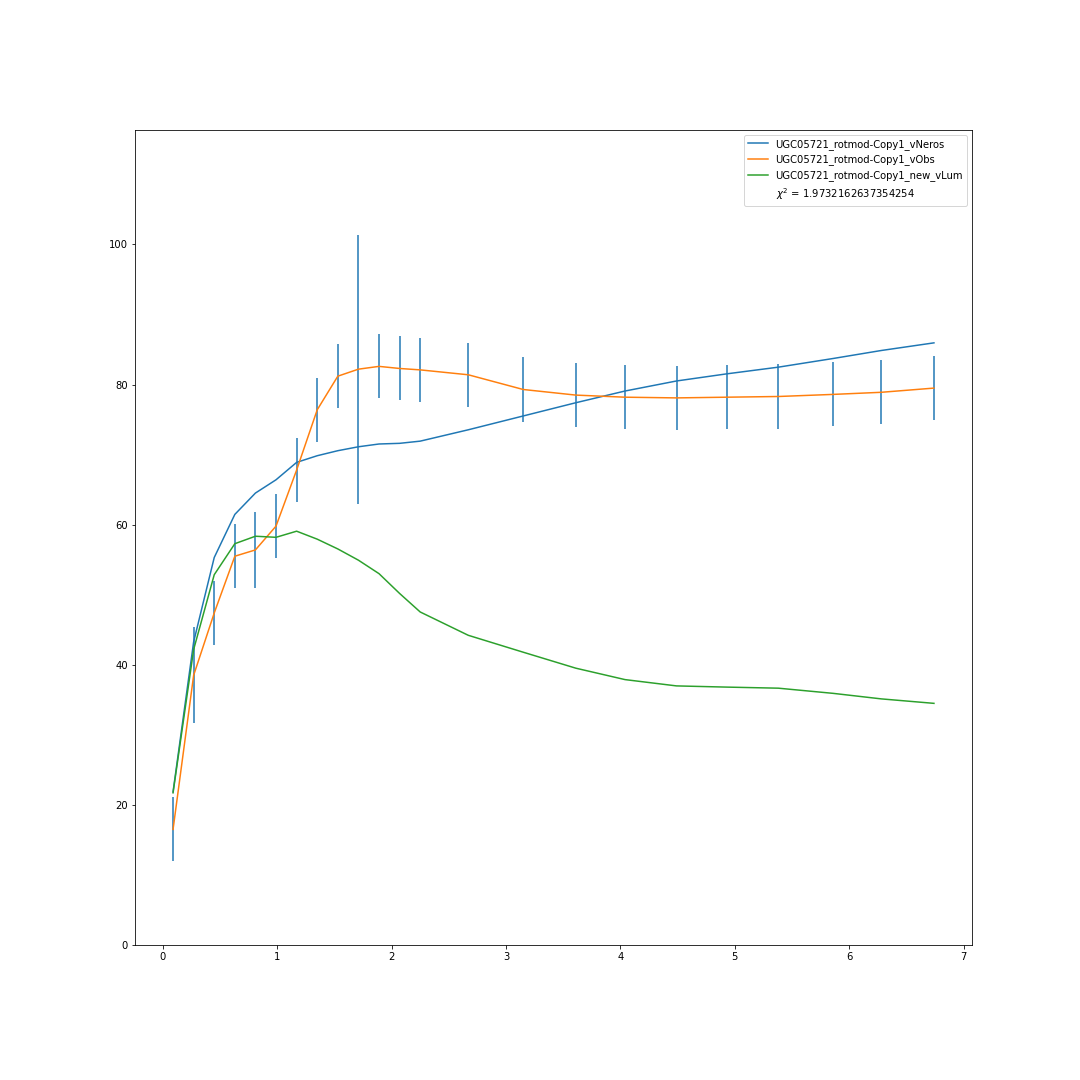 UGC05721_rotmod-Copy1_vNeros
UGC05721_rotmod-Copy1_vObs
UGC05721_rotmod-Copy1_new_vLum
χ² = 1.9732162637354254
100
80
60
40
20
0
0 1 2 3 4 5 6 7